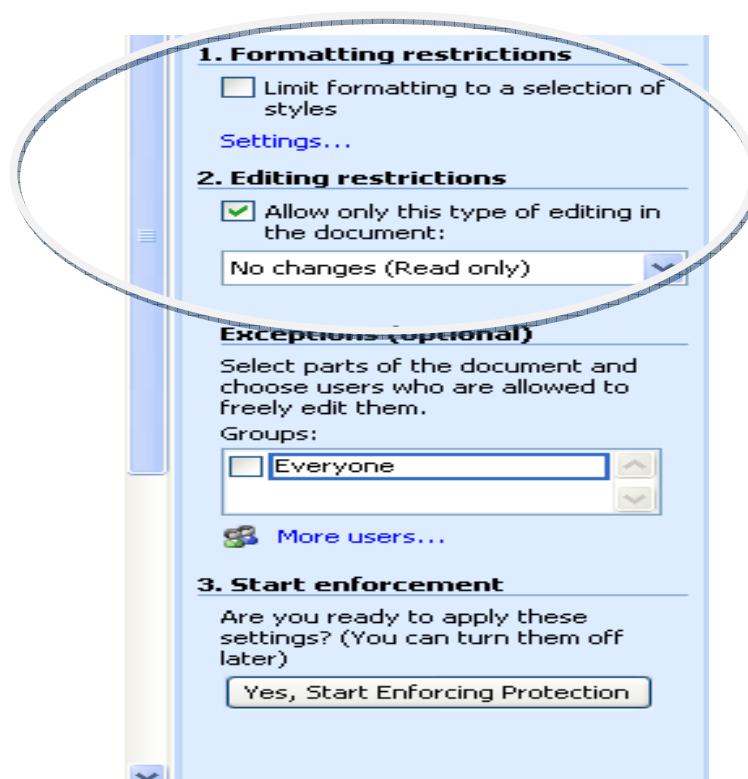 1. Formatting restrictions
Limit formatting to a selection of
styles
Settings...
2. Editing restrictions
Allow only this type of editing in
the document:
No changes (Read only)
Exceptions (optional)
Select parts of the document and
choose users who are allowed to
freely edit them.
Groups:
Everyone
More users...
3. Start enforcement
Are you ready to apply these
settings? (You can turn them off
later)
Yes, Start Enforcing Protection